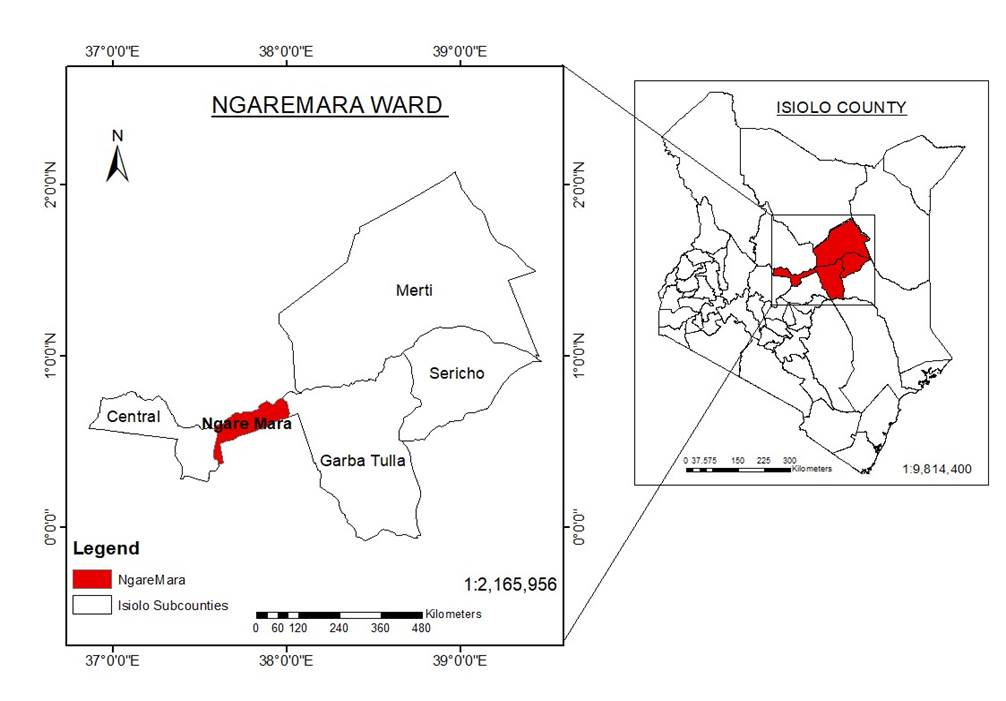 37°0'0"E 38°0'0"E 39°0'0"E
NGAREMARA WARD
N
2°0'0"N
2°0'0"N
Merti
1°0'0"N
1°0'0"N
Sericho
Central
Ngare Mara
Garba Tulla
0°0'0"
0°0'0"
Legend
NgareMara
Isiolo Subcounties
1:2,165,956
Kilometers
0 60 120 240 360 480
37°0'0"E 38°0'0"E 39°0'0"E
ISIOLO COUNTY
0 37.575 150 225 300
Kilometers
1:9,814,400